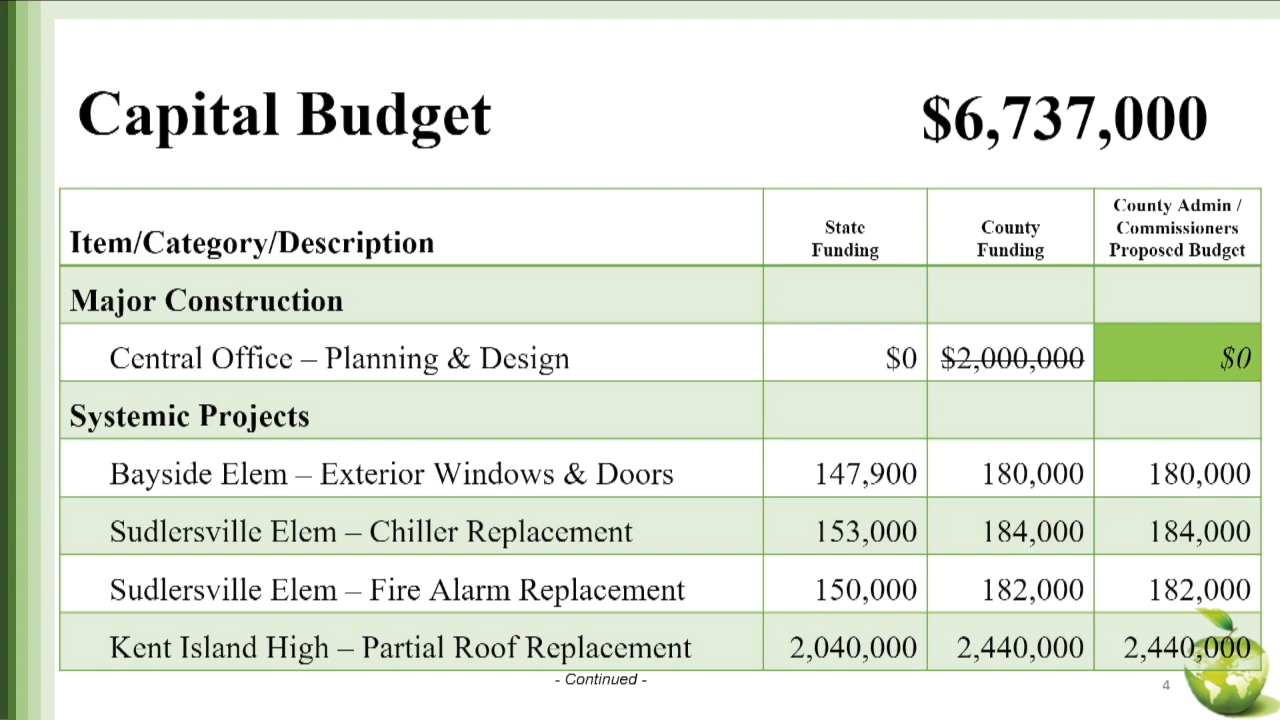 Capital Budget $6,737,000
Item/Category/Description State Funding County Funding County Admin / Commissioners Proposed Budget
Major Construction
Central Office – Planning & Design $0 $2,000,000 $0
Systemic Projects
Bayside Elem – Exterior Windows & Doors 147,900 180,000 180,000
Sudlersville Elem – Chiller Replacement 153,000 184,000 184,000
Sudlersville Elem – Fire Alarm Replacement 150,000 182,000 182,000
Kent Island High – Partial Roof Replacement 2,040,000 2,440,000 2,440,000
- Continued -
4